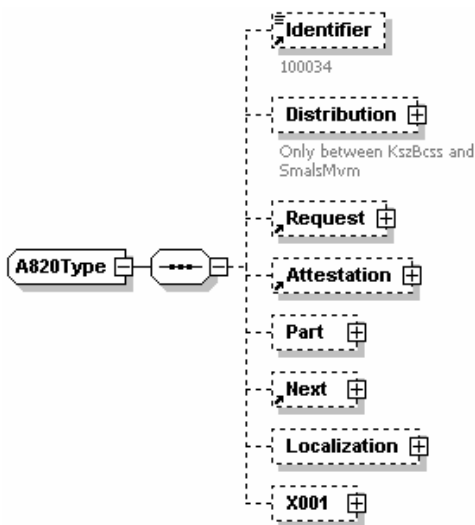 Identifier
100034
Distribution
Only between KszBcss and
SmalsMvm
Request
A820Type
Attestation
Part
Next
Localization
X001